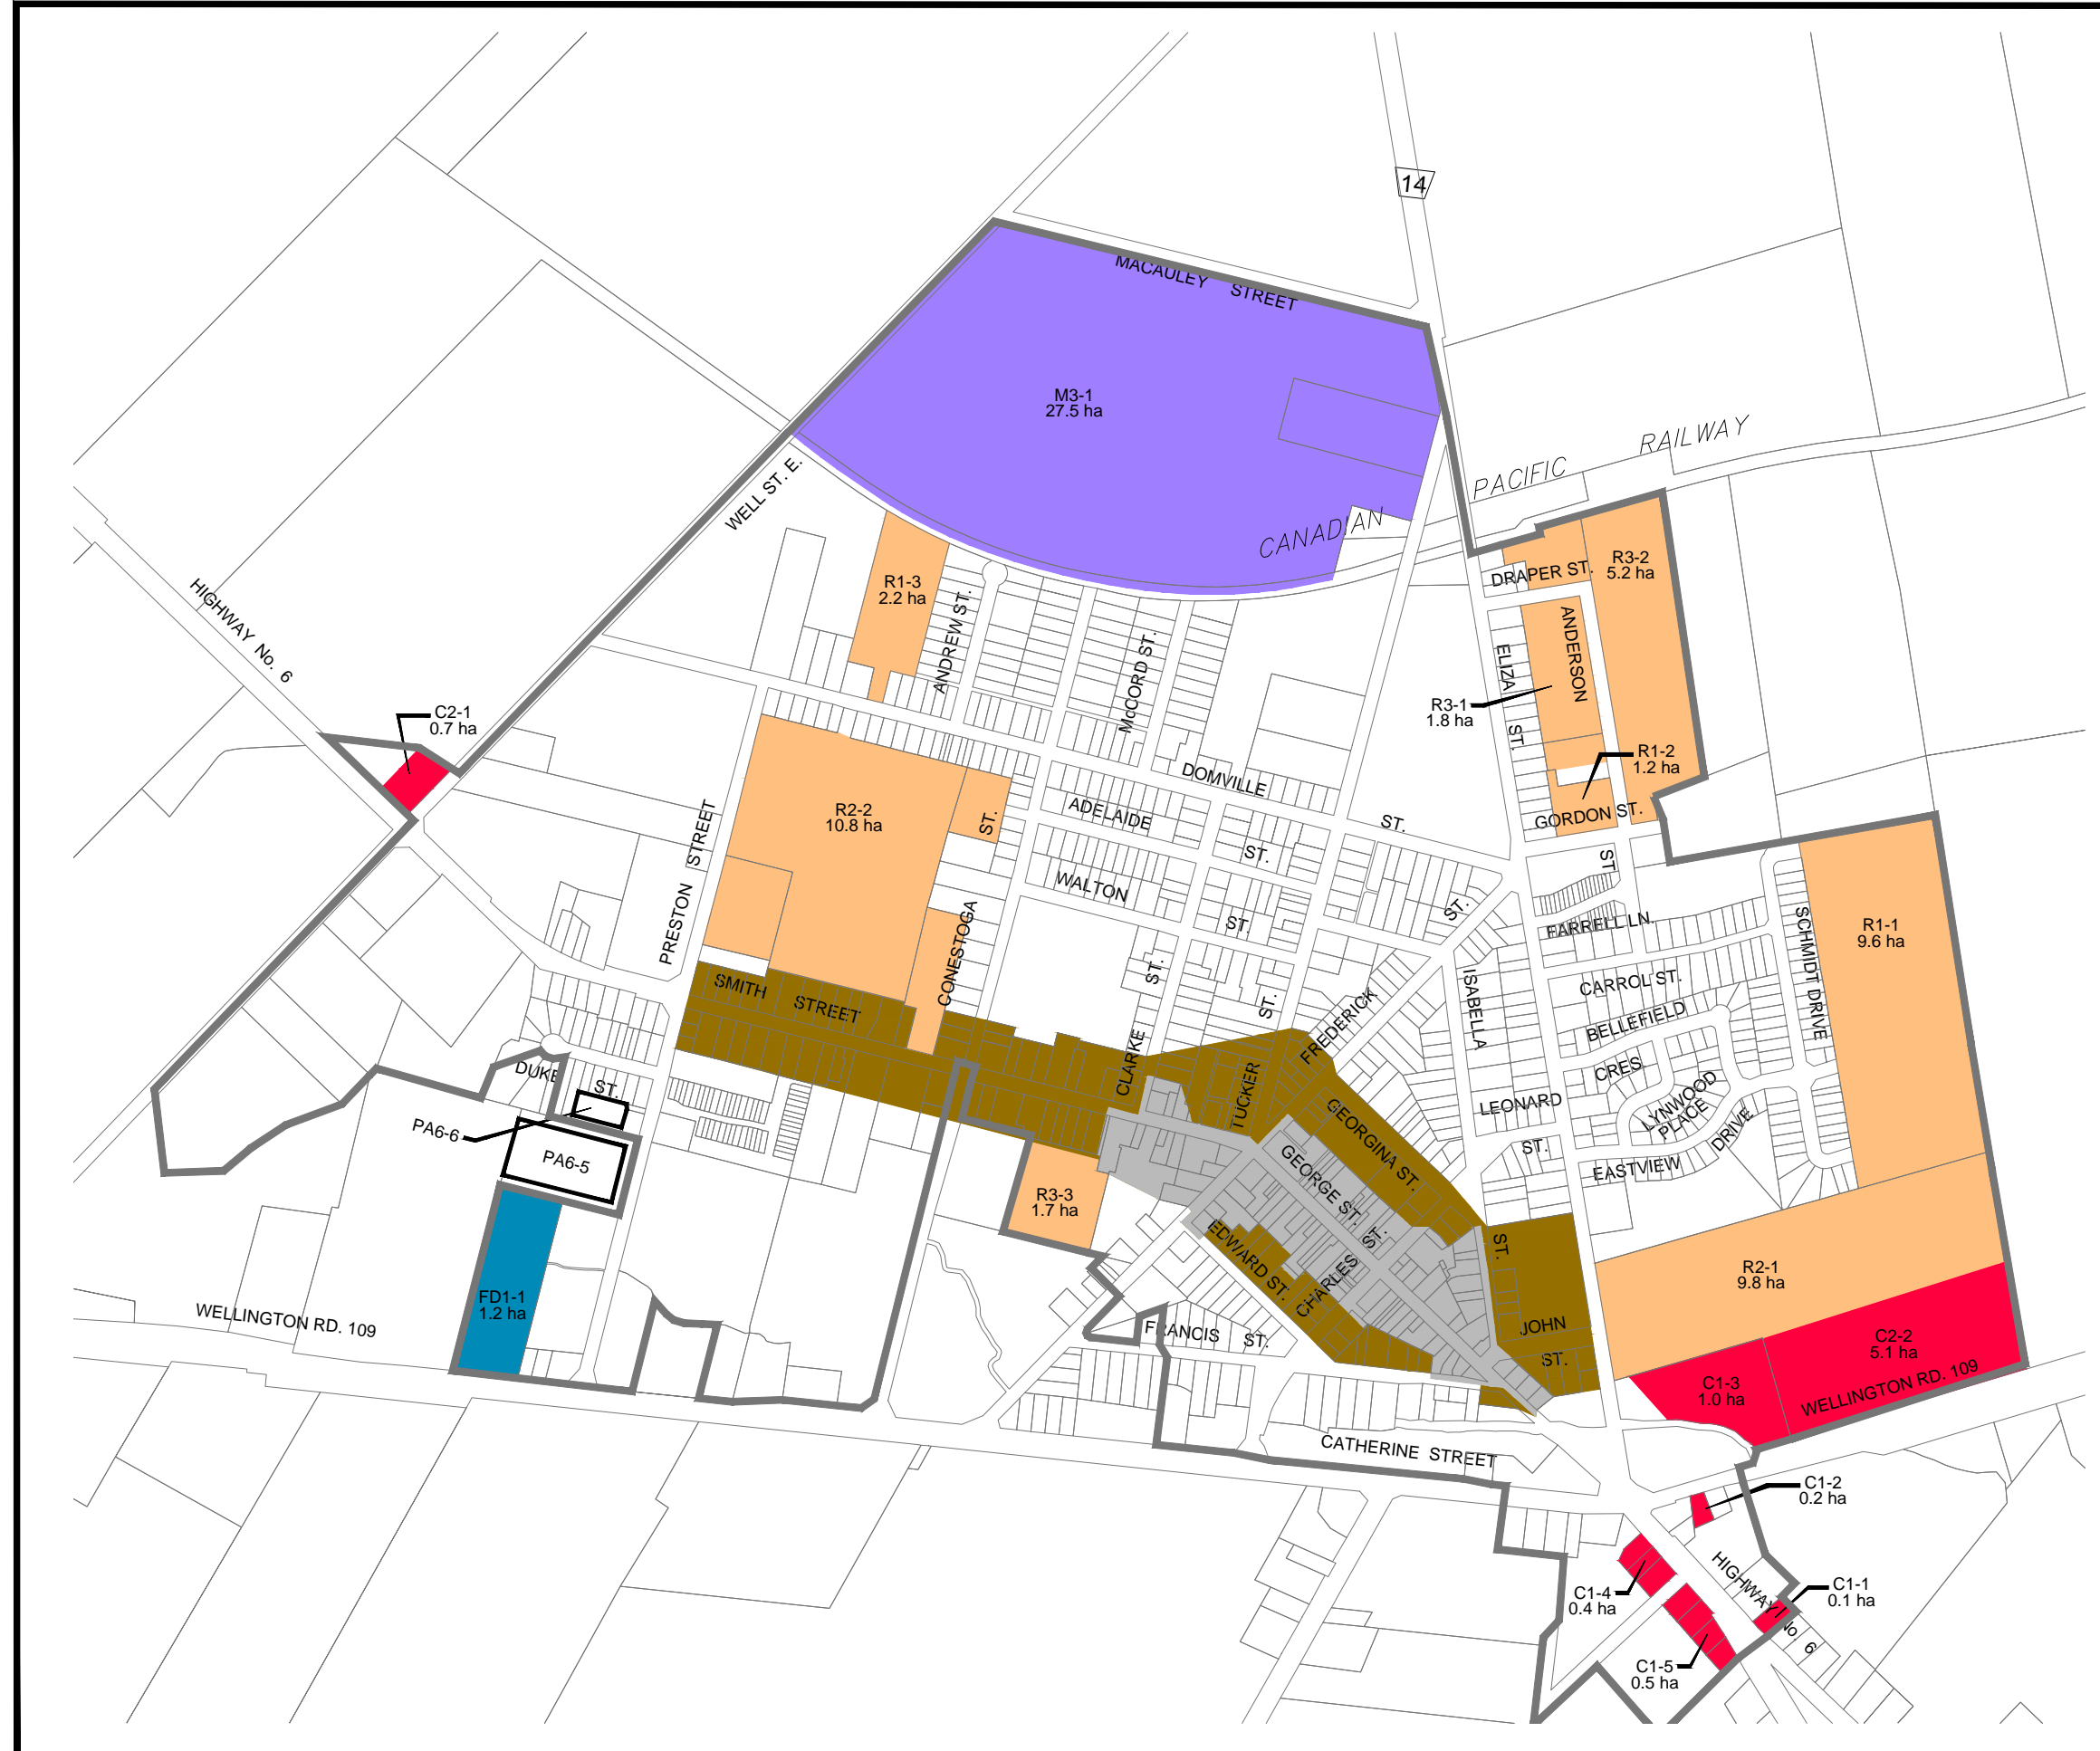 14
MACAULEY STREET
M3-1
27.5 ha
PACIFIC RAILWAY
CANADIAN
WELL ST. E.
HIGHWAY No. 6
R1-3
2.2 ha
ANDREW ST.
McCORD ST.
DRAPER ST.
R3-2
5.2 ha
ANDERSON
ST
ELIZA ST.
R3-1
1.8 ha
R1-2
1.2 ha
GORDON ST.
C2-1
0.7 ha
DOMVILLE ST.
ADELAIDE ST.
WALTON ST.
R2-2
10.8 ha
PRESTON STREET
CONESTOGA ST.
SMITH STREET
CLARKE ST.
TUCKER ST.
FREDERICK ST.
ISABELLA ST.
FARRELL LN.
CARROL ST.
BELLEFIELD CRES
SCHMIDT DRIVE
R1-1
9.6 ha
LYNWOOD
PLACE
LEONARD ST.
EASTVIEW DRIVE
DUKE ST.
PA6-6
PA6-5
GEORGINA ST.
GEORGE ST.
EDWARD ST.
CHARLES ST.
R3-3
1.7 ha
FD1-1
1.2 ha
WELLINGTON RD. 109
FRANCIS ST.
JOHN
ST.
R2-1
9.8 ha
C2-2
5.1 ha
C1-3
1.0 ha
WELLINGTON RD. 109
CATHERINE STREET
C1-2
0.2 ha
HIGHWAY No 6
C1-1
0.1 ha
C1-4
0.4 ha
C1-5
0.5 ha